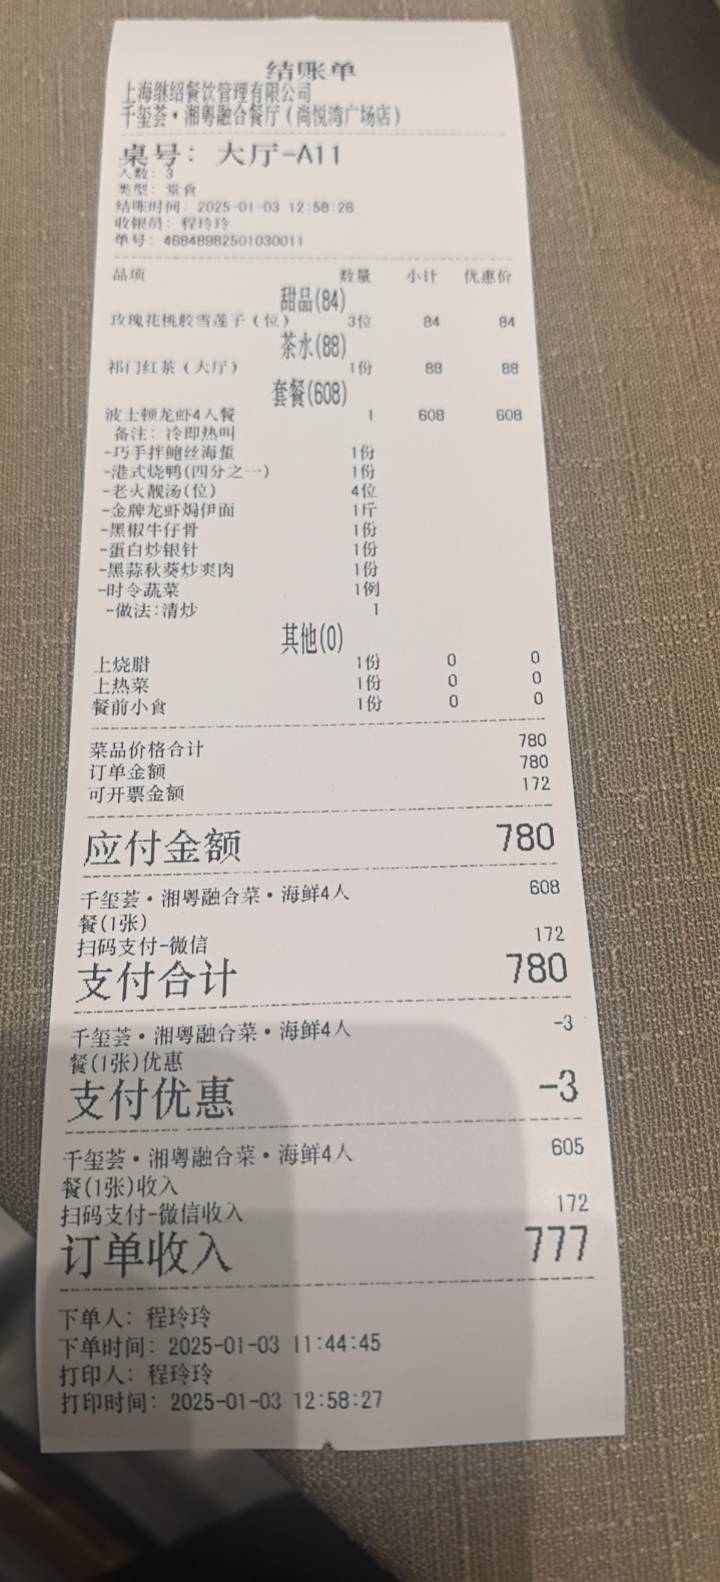 结账单
上海继绍餐饮管理有限公司
千玺荟·湘粤融合餐厅(尚悦湾广场店)
桌号: 大厅-A11
人数: 3
类型: 堂食
结账时间: 2025-01-03 12:58:26
收银员: 程玲玲
单号: 46848982501030011
品项 数量 小计 优惠价
甜品(84)
玫瑰花桃胶雪莲子(位) 3位 84 84
茶水(88)
祁门红茶(大厅) 1份 88 88
套餐(608)
波士顿龙虾4人餐 1 608 608
备注: 冷即热叫
-巧手拌鲍丝海蜇 1份
-港式烧鸭(四分之一) 1份
-老火靓汤(位) 4位
-金牌龙虾焗伊面 1斤
-黑椒牛仔骨 1份
-蛋白炒银针 1份
-黑蒜秋葵炒爽肉 1份
-时令蔬菜 1例
-做法:清炒 1
其他(0)
上烧腊 1份 0 0
上热菜 1份 0 0
餐前小食 1份 0 0
菜品价格合计 780
订单金额 780
可开票金额 172
应付金额 780
千玺荟·湘粤融合菜·海鲜4人 608
餐(1张)
扫码支付-微信 172
支付合计 780
千玺荟·湘粤融合菜·海鲜4人 -3
餐(1张)优惠
支付优惠 -3
千玺荟·湘粤融合菜·海鲜4人 605
餐(1张)收入
扫码支付-微信收入 172
订单收入 777
下单人: 程玲玲
下单时间: 2025-01-03 11:44:45
打印人: 程玲玲
打印时间: 2025-01-03 12:58:27